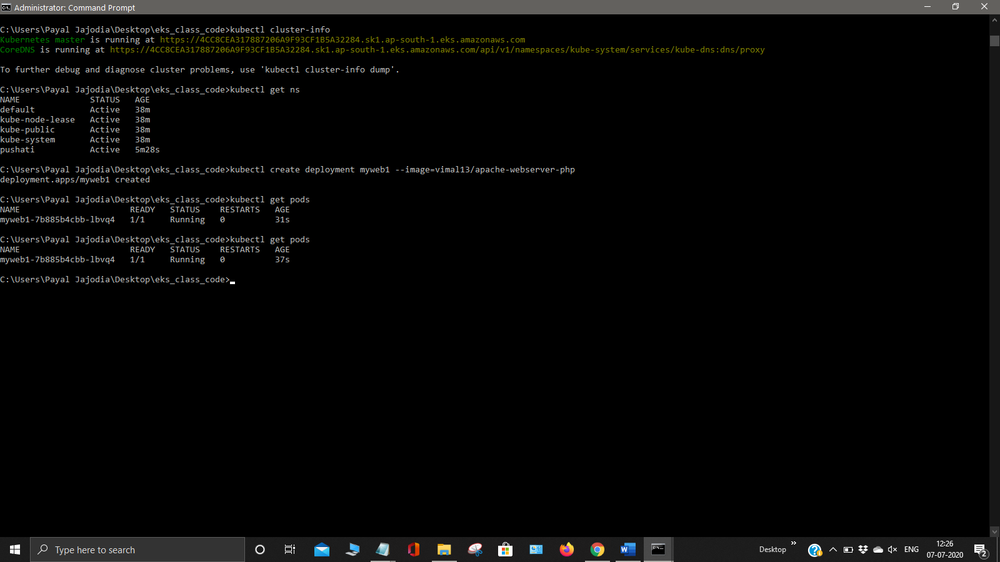 Administrator: Command Prompt
C:\Users\Payal Jajodia\Desktop\eks_class_code>kubectl cluster-info
Kubernetes master is running at https://4CC8CEA317887206A9F93CF1B5A32284.sk1.ap-south-1.eks.amazonaws.com
CoreDNS is running at https://4CC8CEA317887206A9F93CF1B5A32284.sk1.ap-south-1.eks.amazonaws.com/api/v1/namespaces/kube-system/services/kube-dns:dns/proxy
To further debug and diagnose cluster problems, use 'kubectl cluster-info dump'.
C:\Users\Payal Jajodia\Desktop\eks_class_code>kubectl get ns
NAME              STATUS   AGE
default           Active   38m
kube-node-lease   Active   38m
kube-public       Active   38m
kube-system       Active   38m
pushati           Active   5m28s
C:\Users\Payal Jajodia\Desktop\eks_class_code>kubectl create deployment myweb1 --image=vimal13/apache-webserver-php
deployment.apps/myweb1 created
C:\Users\Payal Jajodia\Desktop\eks_class_code>kubectl get pods
NAME                      READY   STATUS    RESTARTS   AGE
myweb1-7b885b4cbb-lbvq4   1/1     Running   0          31s
C:\Users\Payal Jajodia\Desktop\eks_class_code>kubectl get pods
NAME                      READY   STATUS    RESTARTS   AGE
myweb1-7b885b4cbb-lbvq4   1/1     Running   0          37s
C:\Users\Payal Jajodia\Desktop\eks_class_code>
Type here to search
Desktop
ENG
12:26
07-07-2020
2